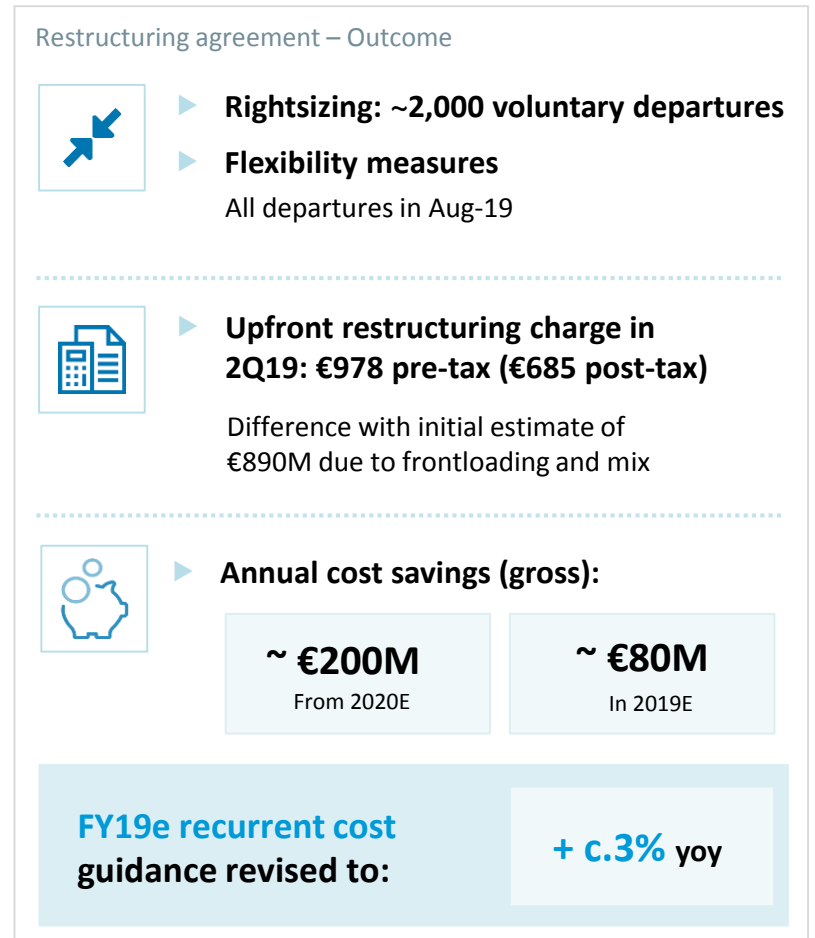 Restructuring agreement – Outcome
Rightsizing: ~2,000 voluntary departures
Flexibility measures
All departures in Aug-19
Upfront restructuring charge in
2Q19: €978 pre-tax (€685 post-tax)
Difference with initial estimate of
€890M due to frontloading and mix
Annual cost savings (gross):
~ €200M
From 2020E
~ €80M
In 2019E
FY19e recurrent cost
guidance revised to:
+ c.3% yoy